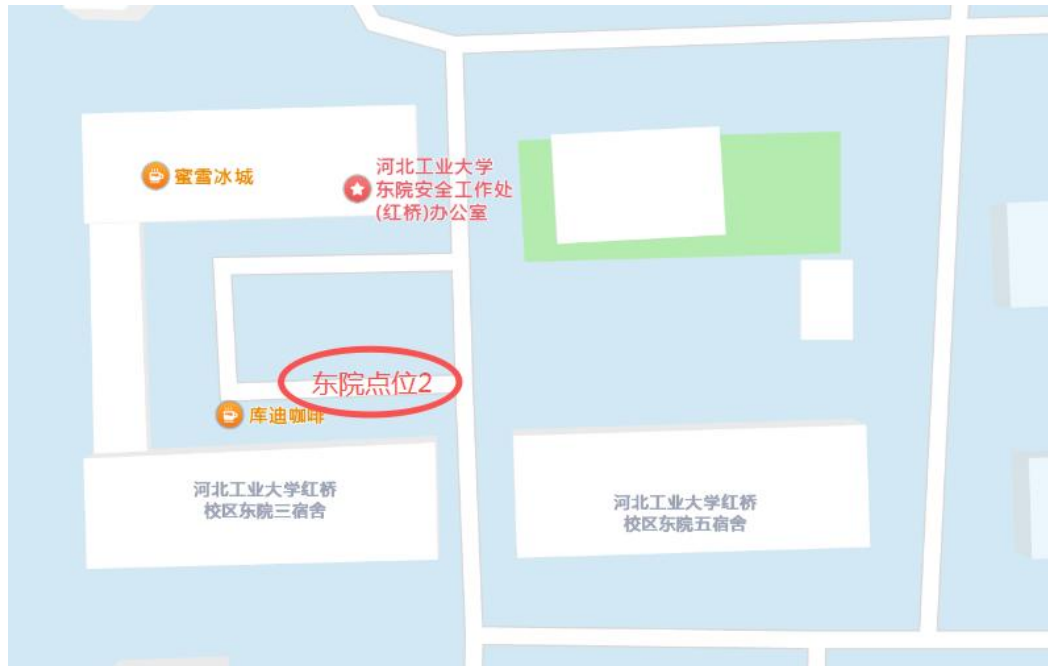 蜜雪冰城
河北工业大学
东院安全工作处
(红桥)办公室
东院点位2
库迪咖啡
河北工业大学红桥
校区东院三宿舍
河北工业大学红桥
校区东院五宿舍